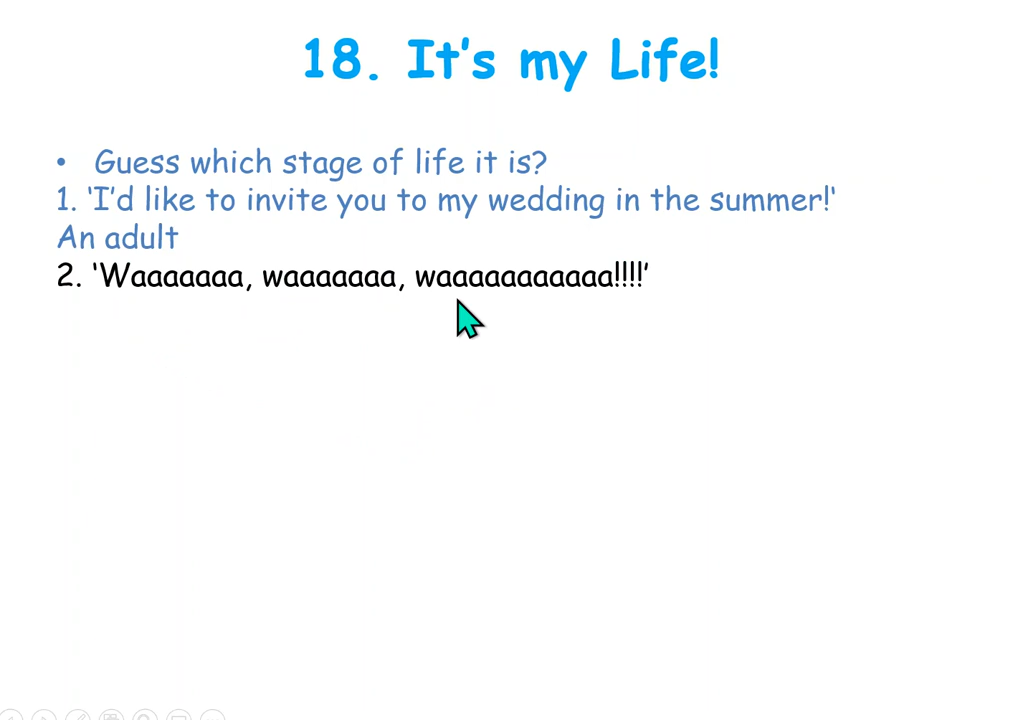 18. It's my Life!
• Guess which stage of life it is?
1. 'I'd like to invite you to my wedding in the summer!'
An adult
2. 'Waaaaaaa, waaaaaaa, waaaaaaaaaaa!!!!'